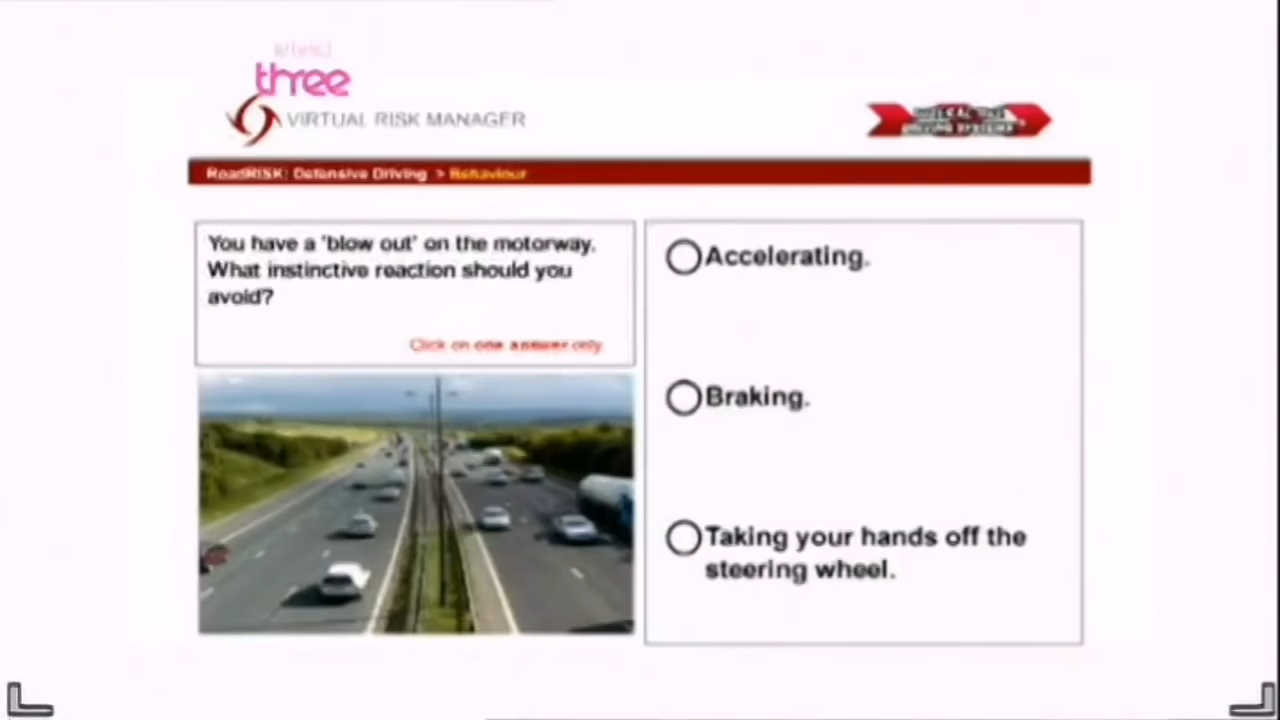 three
VIRTUAL RISK MANAGER
RoadRISK: Defensive Driving > Behaviour
You have a 'blow out' on the motorway.
What instinctive reaction should you
avoid?
Click on one answer only.
Accelerating.
Braking.
Taking your hands off the
steering wheel.